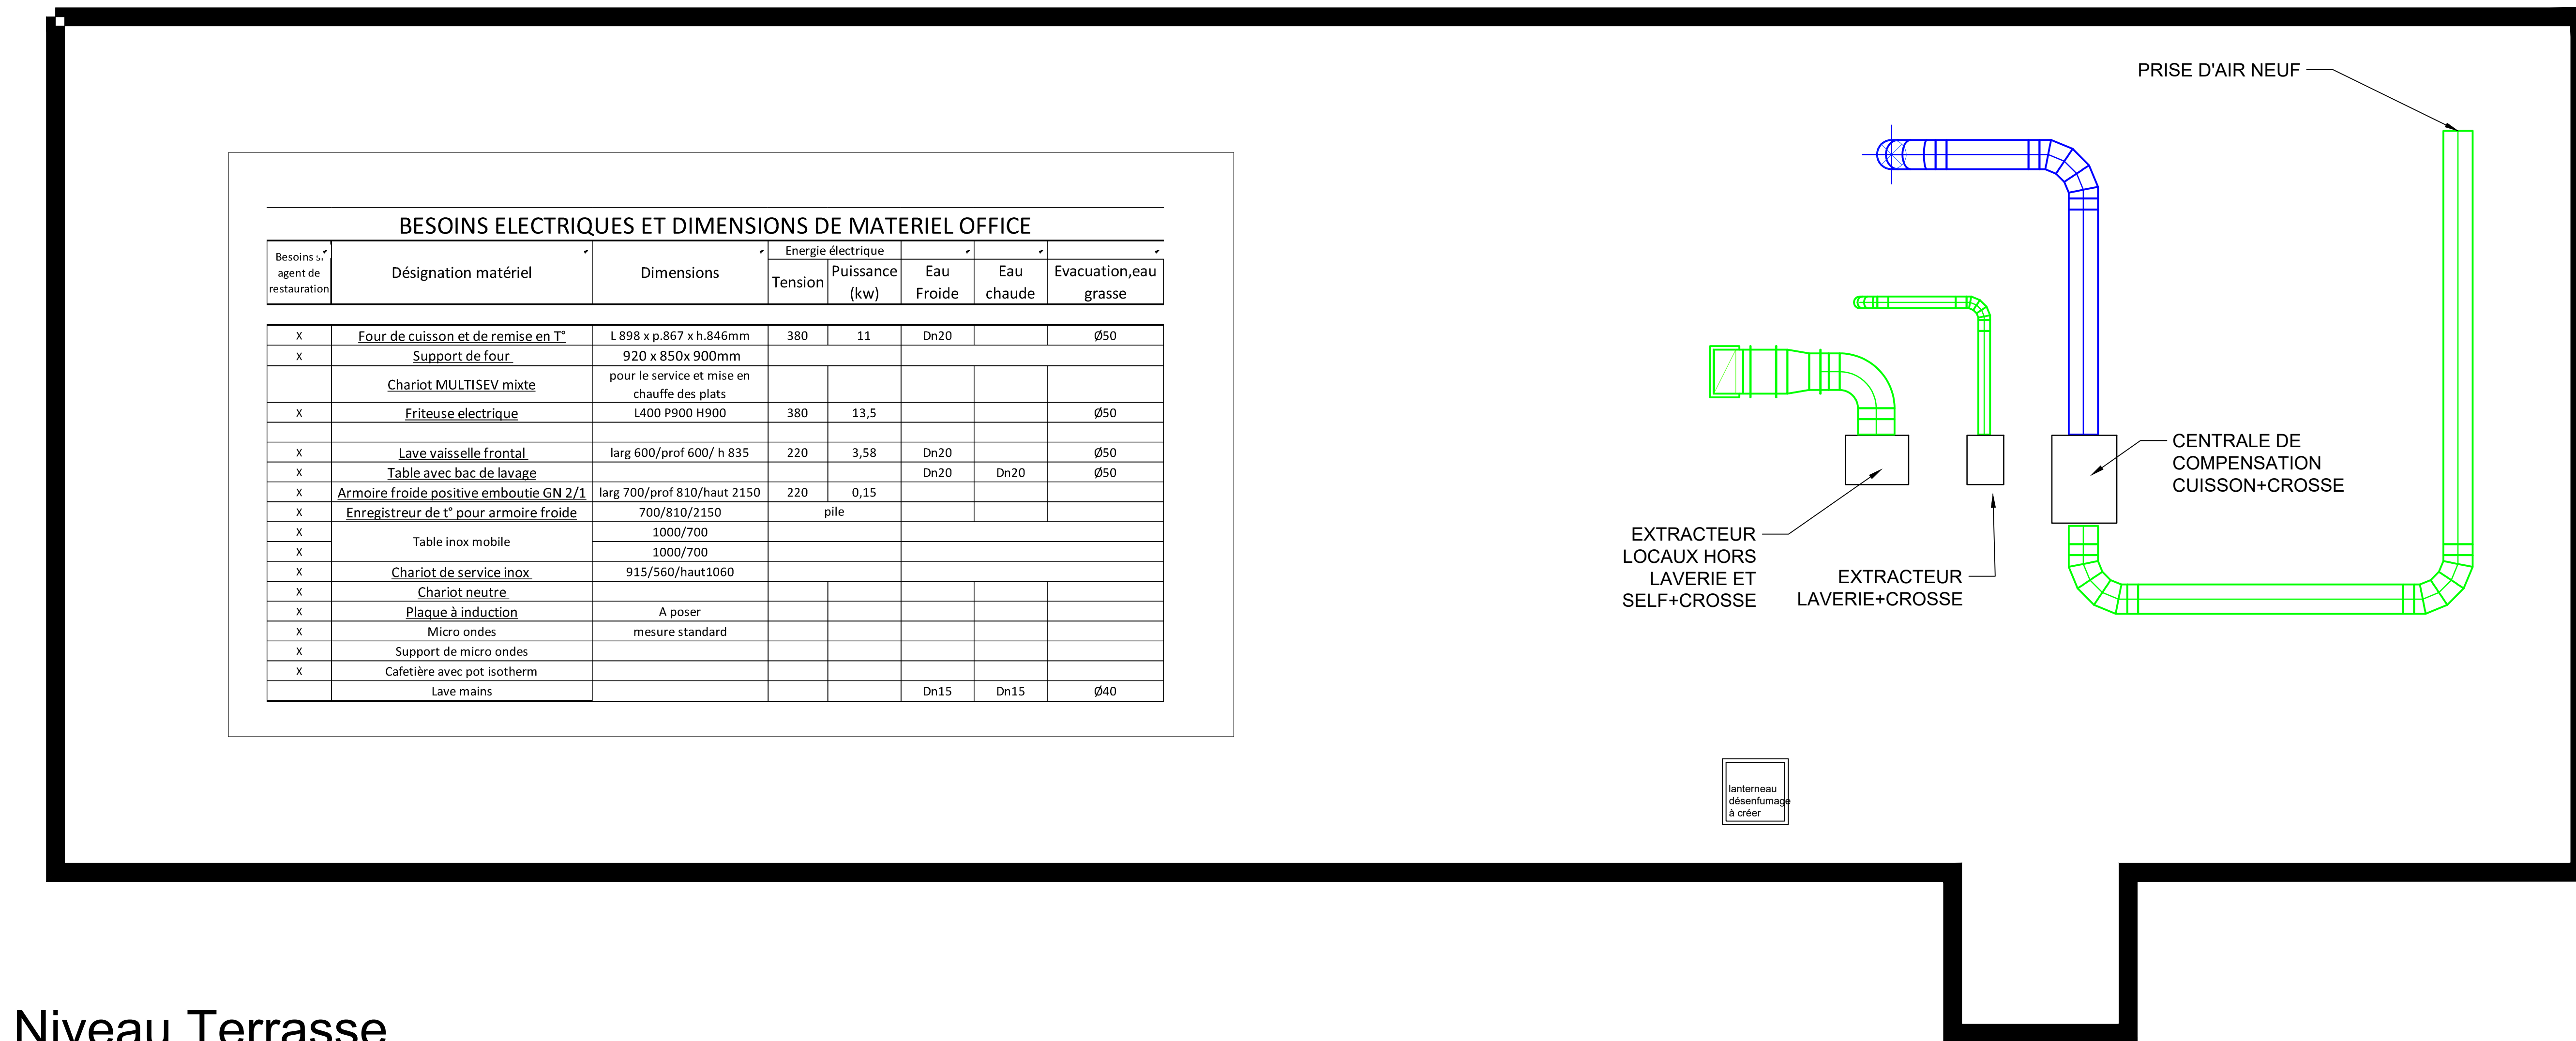 BESOINS ELECTRIQUES ET DIMENSIONS DE MATERIEL OFFICE
Besoins
agent de
restauration
Désignation matériel
Dimensions
Energie électrique
Tension
Puissance
(kw)
Eau
Froide
Eau
chaude
Evacuation,eau
grasse
X Four de cuisson et de remise en T° L 898 x p.867 x h.846mm 380 11 Dn20 Ø50
X Support de four 920 x 850x 900mm
Chariot MULTISEV mixte pour le service et mise en
chauffe des plats
X Friteuse electrique L400 P900 H900 380 13,5 Ø50
X Lave vaisselle frontal larg 600/prof 600/ h 835 220 3,58 Dn20 Ø50
X Table avec bac de lavage Dn20 Dn20 Ø50
X Armoire froide positive emboutie GN 2/1 larg 700/prof 810/haut 2150 220 0,15
X Enregistreur de t° pour armoire froide 700/810/2150 pile
X Table inox mobile 1000/700
X 1000/700
X Chariot de service inox 915/560/haut1060
X Chariot neutre
X Plaque à induction A poser
X Micro ondes mesure standard
X Support de micro ondes
X Cafetière avec pot isotherm
Lave mains Dn15 Dn15 Ø40
PRISE D'AIR NEUF
CENTRALE DE
COMPENSATION
CUISSON+CROSSE
EXTRACTEUR
LOCAUX HORS
LAVERIE ET
SELF+CROSSE
EXTRACTEUR
LAVERIE+CROSSE
lanterneau
désenfumage
à créer
Niveau Terrasse